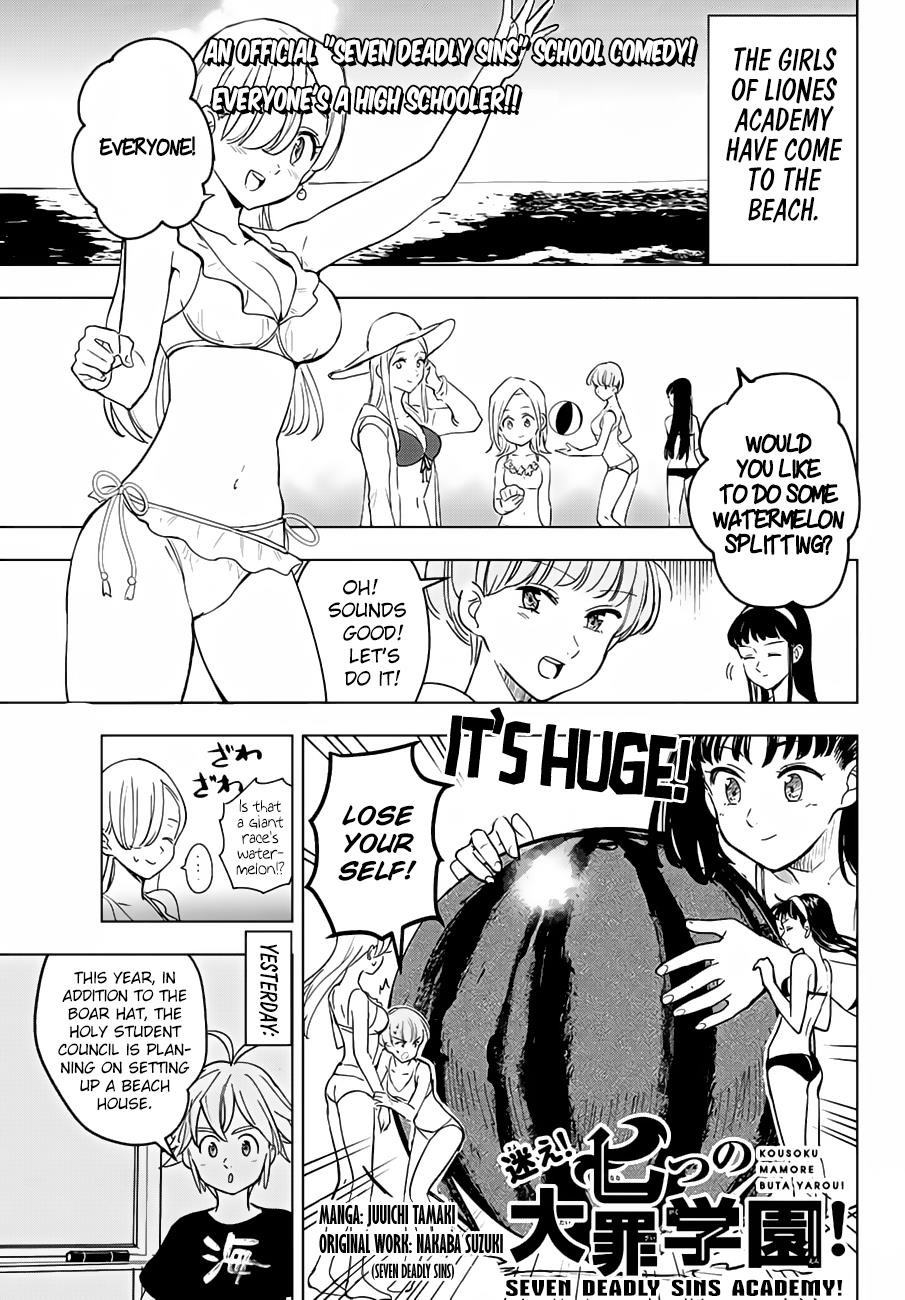 THE GIRLS
OF LIONES
ACADEMY
HAVE COME
TO THE
BEACH.
AN OFFICIAL "SEVEN DEADLY SINS" SCHOOL COMEDY!
EVERYONE'S A HIGH SCHOOLER!!
EVERYONE!
WOULD
YOU LIKE
TO DO SOME
WATERMELON
SPLITTING?
OH!
SOUNDS
GOOD!
LET'S
DO IT!
IT'S HUGE!
LOSE
YOUR
SELF!
ざわ
ざわ
Is that
a Giant
race's
water-
melon!?
...
YESTERDAY:
THIS YEAR, IN
ADDITION TO THE
BOAR HAT, THE
HOLY STUDENT
COUNCIL IS PLAN-
NING ON SETTING
UP A BEACH
HOUSE.
海
MANGA: JUUICHI TAMAKI
ORIGINAL WORK: NAKABA SUZUKI
(SEVEN DEADLY SINS)
迷え!
七つの
大罪学園!
KOUSOKU
MAMORE
BUTA YAROU!
SEVEN DEADLY SINS ACADEMY!